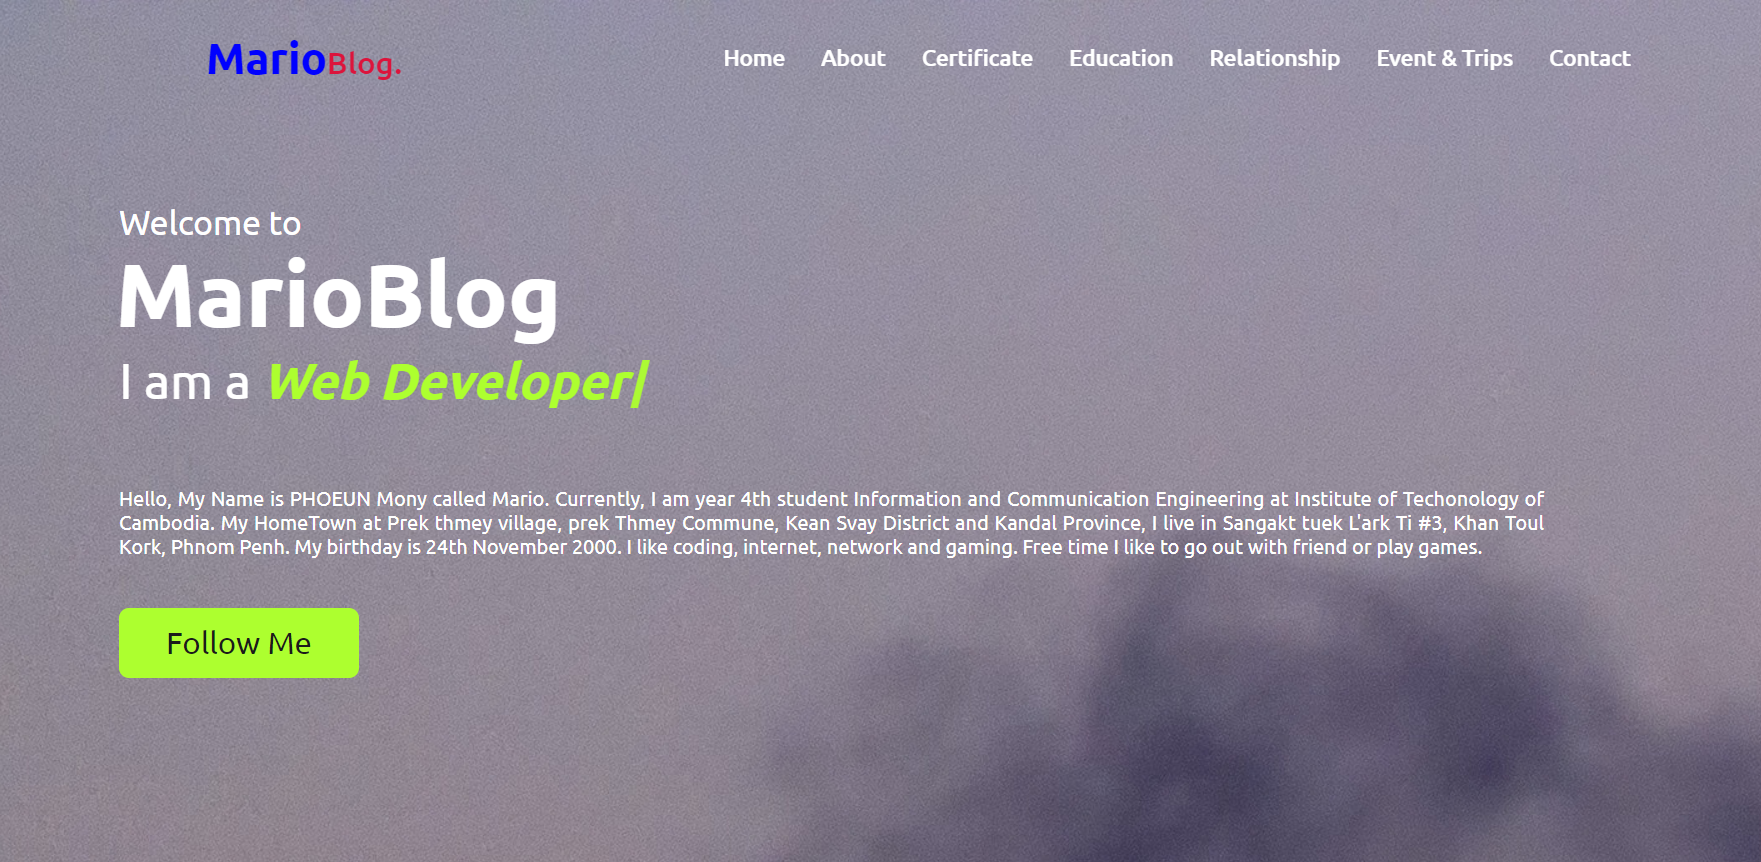 MarioBlog.
Home About Certificate Education Relationship Event & Trips Contact
Welcome to
MarioBlog
I am a Web Developer|
Hello, My Name is PHOEUN Mony called Mario. Currently, I am year 4th student Information and Communication Engineering at Institute of Techonology of
Cambodia. My HomeTown at Prek thmey village, prek Thmey Commune, Kean Svay District and Kandal Province, I live in Sangakt tuek L'ark Ti #3, Khan Toul
Kork, Phnom Penh. My birthday is 24th November 2000. I like coding, internet, network and gaming. Free time I like to go out with friend or play games.
Follow Me